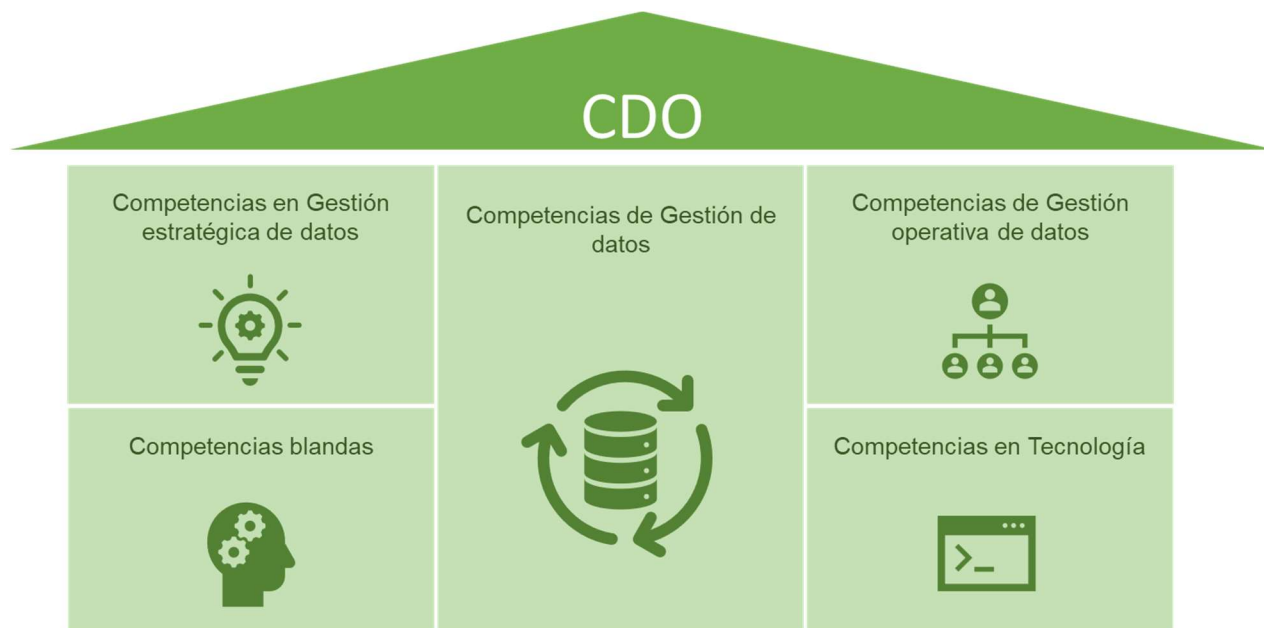 CDO
Competencias en Gestión
estratégica de datos
Competencias de Gestión de
datos
Competencias de Gestión
operativa de datos
Competencias blandas
Competencias en Tecnología
>_